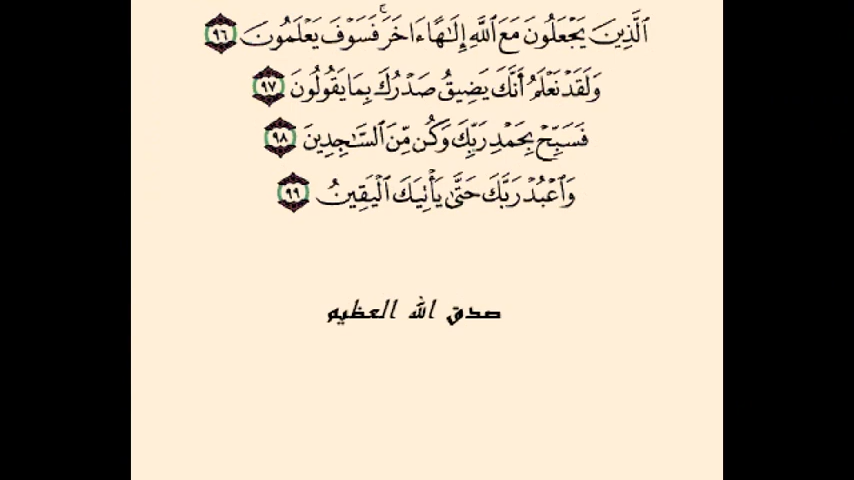 ٱلَّذِينَ يَجْعَلُونَ مَعَ ٱللَّهِ إِلَٰهًا ءَاخَرَ ۚ فَسَوْفَ يَعْلَمُونَ ٩٦
وَلَقَدْ نَعْلَمُ أَنَّكَ يَضِيقُ صَدْرُكَ بِمَا يَقُولُونَ ٩٧
فَسَبِّحْ بِحَمْدِ رَبِّكَ وَكُن مِّنَ ٱلسَّٰجِدِينَ ٩٨
وَٱعْبُدْ رَبَّكَ حَتَّىٰ يَأْتِيَكَ ٱلْيَقِينُ ٩٩
صدق الله العظيم